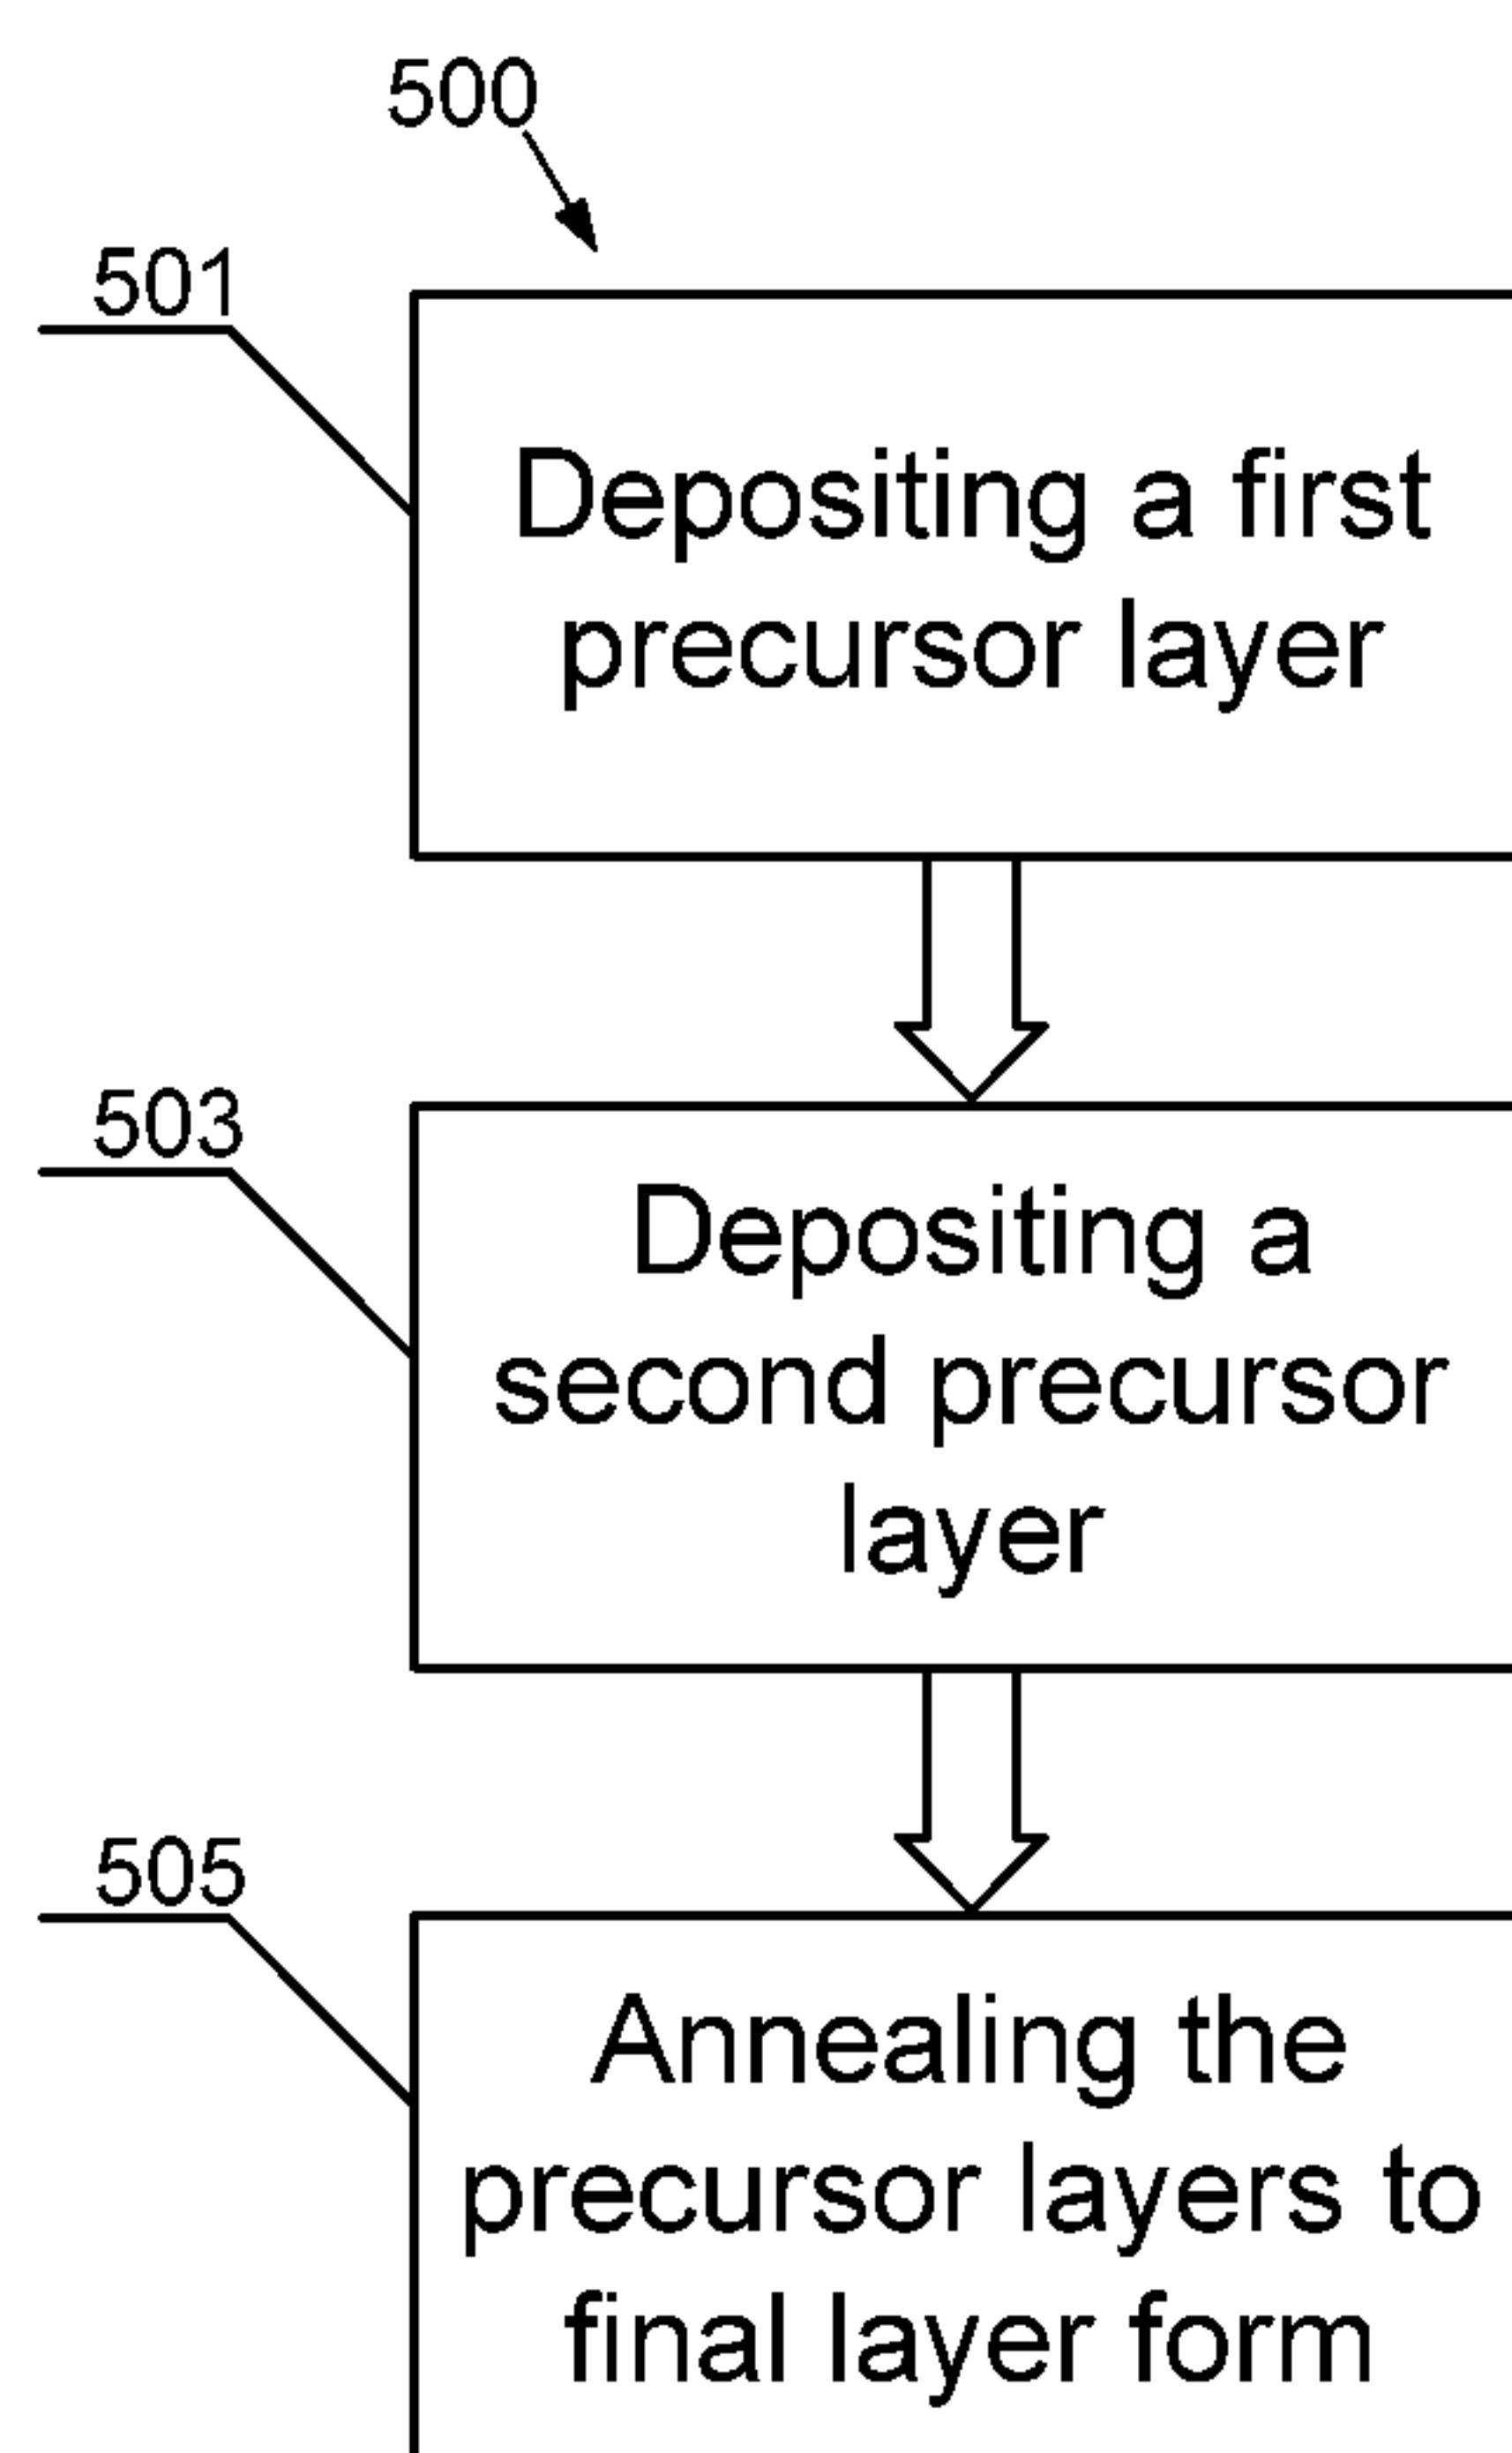 500
501
Depositing a first
precursor layer
503
Depositing a
second precursor
layer
505
Annealing the
precursor layers to
final layer form